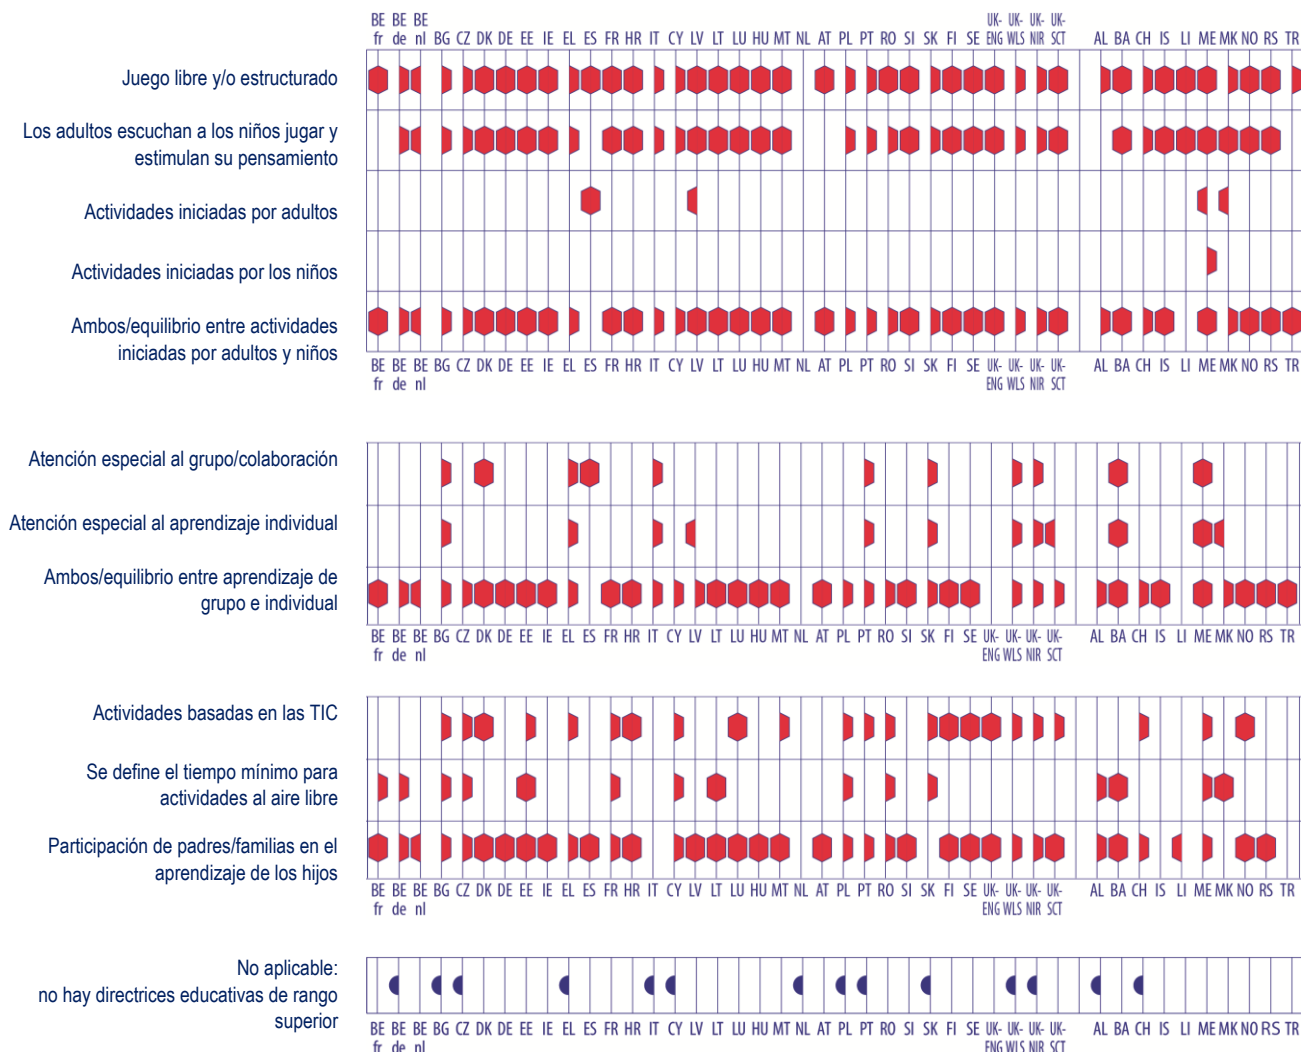 BE BE BE UK- UK- UK- UK-
fr de nl BG CZ DK DE EE IE EL ES FR HR IT CY LV LT LU HU MT NL AT PL PT RO SI SK FI SE ENG WLS NIR SCT AL BA CH IS LI ME MK NO RS TR
Juego libre y/o estructurado
Los adultos escuchan a los niños jugar y
estimulan su pensamiento
Actividades iniciadas por adultos
Actividades iniciadas por los niños
Ambos/equilibrio entre actividades
iniciadas por adultos y niños
BE BE BE BG CZ DK DE EE IE EL ES FR HR IT CY LV LT LU HU MT NL AT PL PT RO SI SK FI SE UK- UK- UK- UK- AL BA CH IS LI ME MK NO RS TR
fr de nl ENG WLS NIR SCT
Atención especial al grupo/colaboración
Atención especial al aprendizaje individual
Ambos/equilibrio entre aprendizaje de
grupo e individual
BE BE BE BG CZ DK DE EE IE EL ES FR HR IT CY LV LT LU HU MT NL AT PL PT RO SI SK FI SE UK- UK- UK- UK- AL BA CH IS LI ME MK NO RS TR
fr de nl ENG WLS NIR SCT
Actividades basadas en las TIC
Se define el tiempo mínimo para
actividades al aire libre
Participación de padres/familias en el
aprendizaje de los hijos
BE BE BE BG CZ DK DE EE IE EL ES FR HR IT CY LV LT LU HU MT NL AT PL PT RO SI SK FI SE UK- UK- UK- UK- AL BA CH IS LI ME MK NO RS TR
fr de nl ENG WLS NIR SCT
No aplicable:
no hay directrices educativas de rango
superior
BE BE BE BG CZ DK DE EE IE EL ES FR HR IT CY LV LT LU HU MT NL AT PL PT RO SI SK FI SE UK- UK- UK- UK- AL BA CH IS LI ME MK NO RS TR
fr de nl ENG WLS NIR SCT